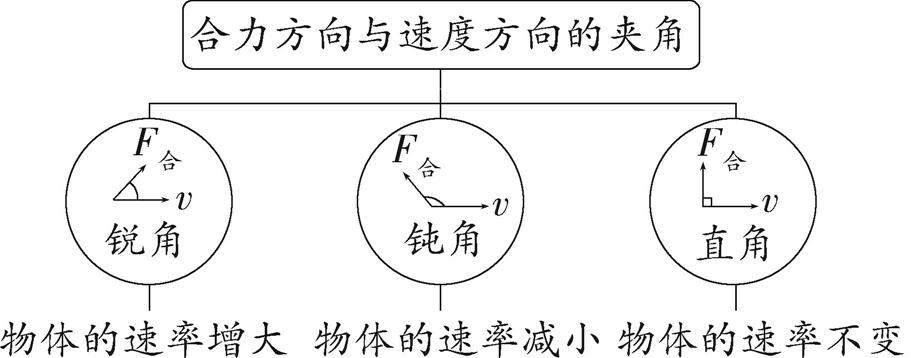 合力方向与速度方向的夹角
F合
v
锐角
F合
v
钝角
F合
v
直角
物体的速率增大 物体的速率减小 物体的速率不变